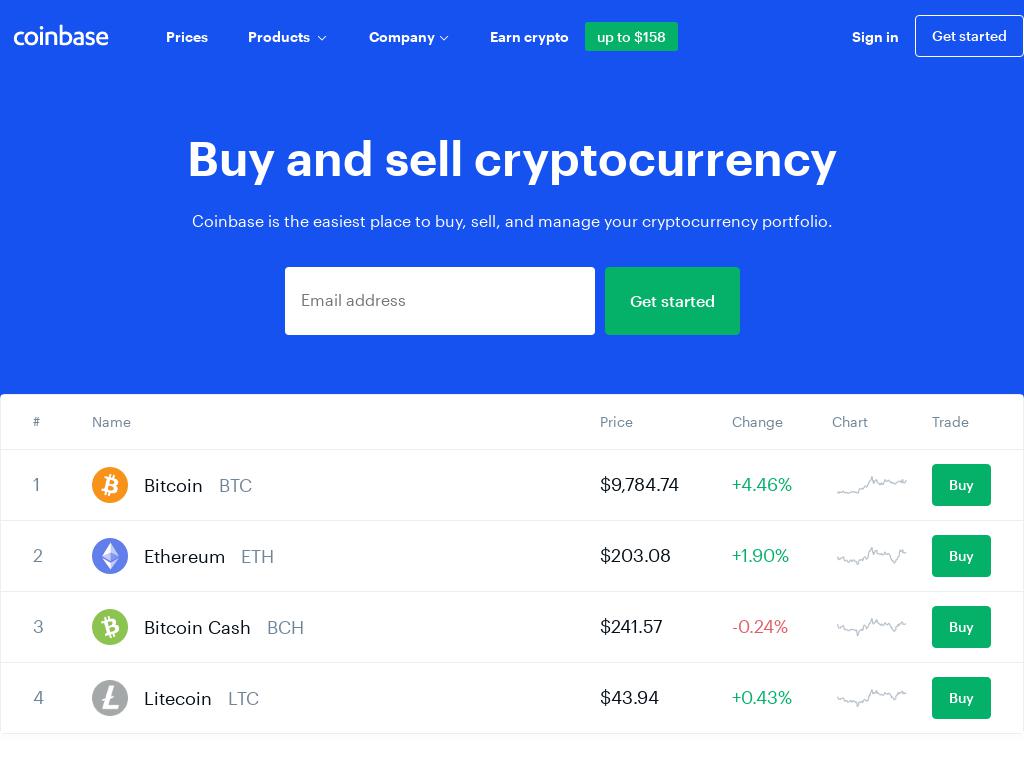 coinbase Prices Products Company Earn crypto up to $158 Sign in Get started
Buy and sell cryptocurrency
Coinbase is the easiest place to buy, sell, and manage your cryptocurrency portfolio.
Email address Get started
# Name Price Change Chart Trade
1 Bitcoin BTC $9,784.74 +4.46% Buy
2 Ethereum ETH $203.08 +1.90% Buy
3 Bitcoin Cash BCH $241.57 -0.24% Buy
4 Litecoin LTC $43.94 +0.43% Buy